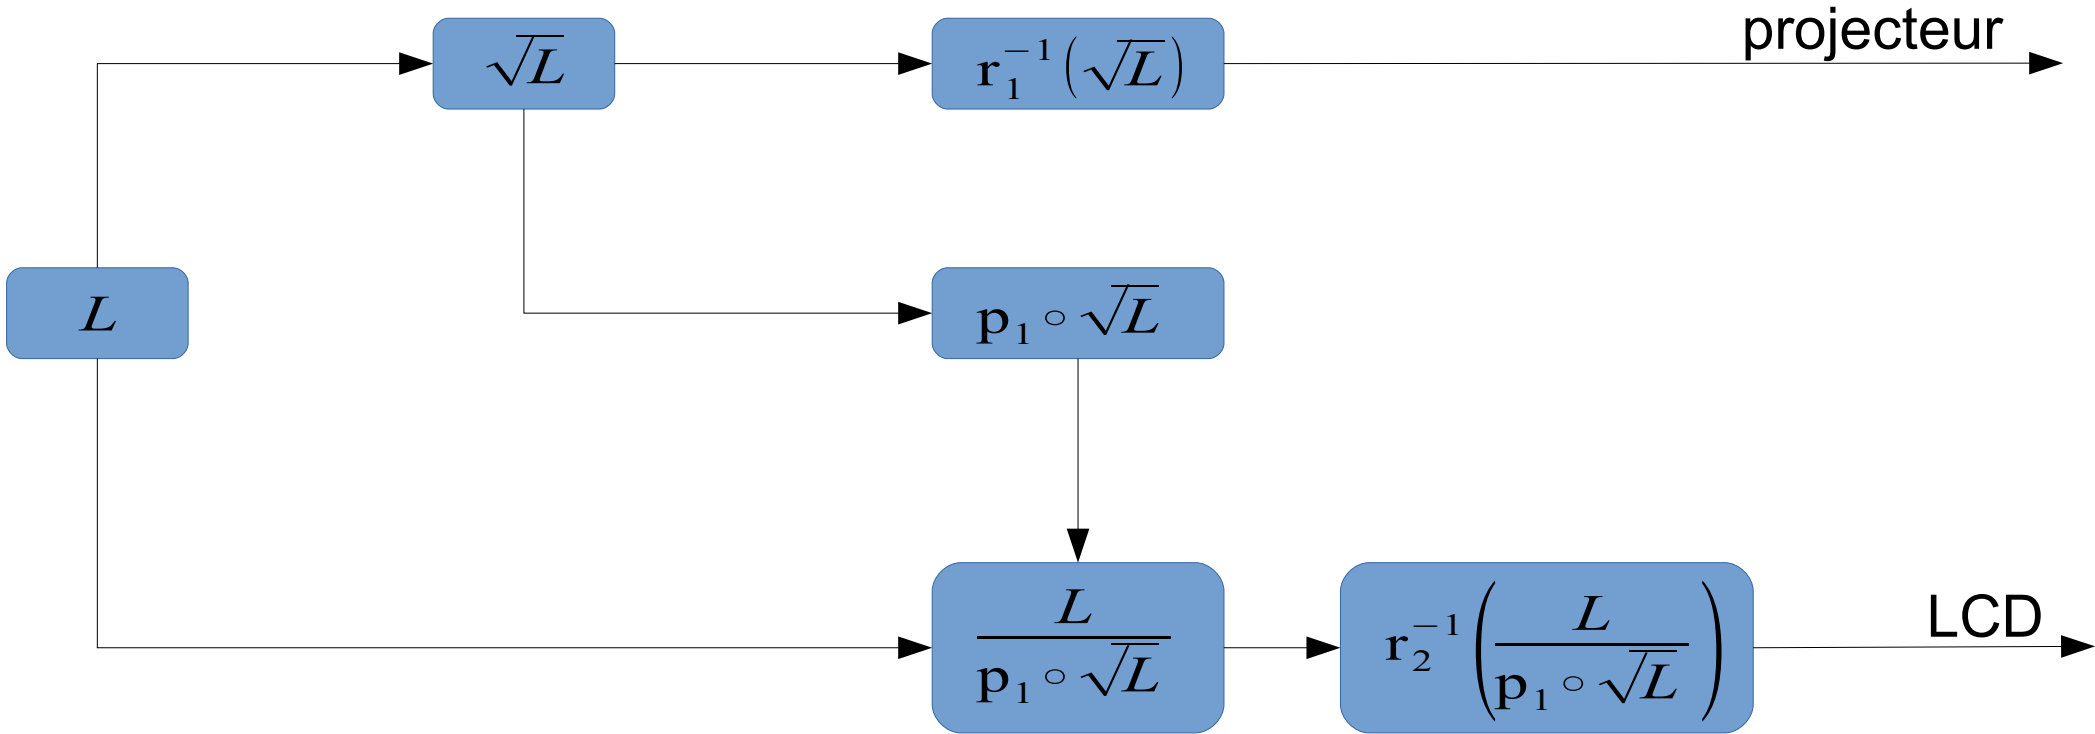 projecteur
√L
r₁⁻¹(√L)
L
p₁∘√L
L / p₁∘√L
r₂⁻¹(L / p₁∘√L)
LCD